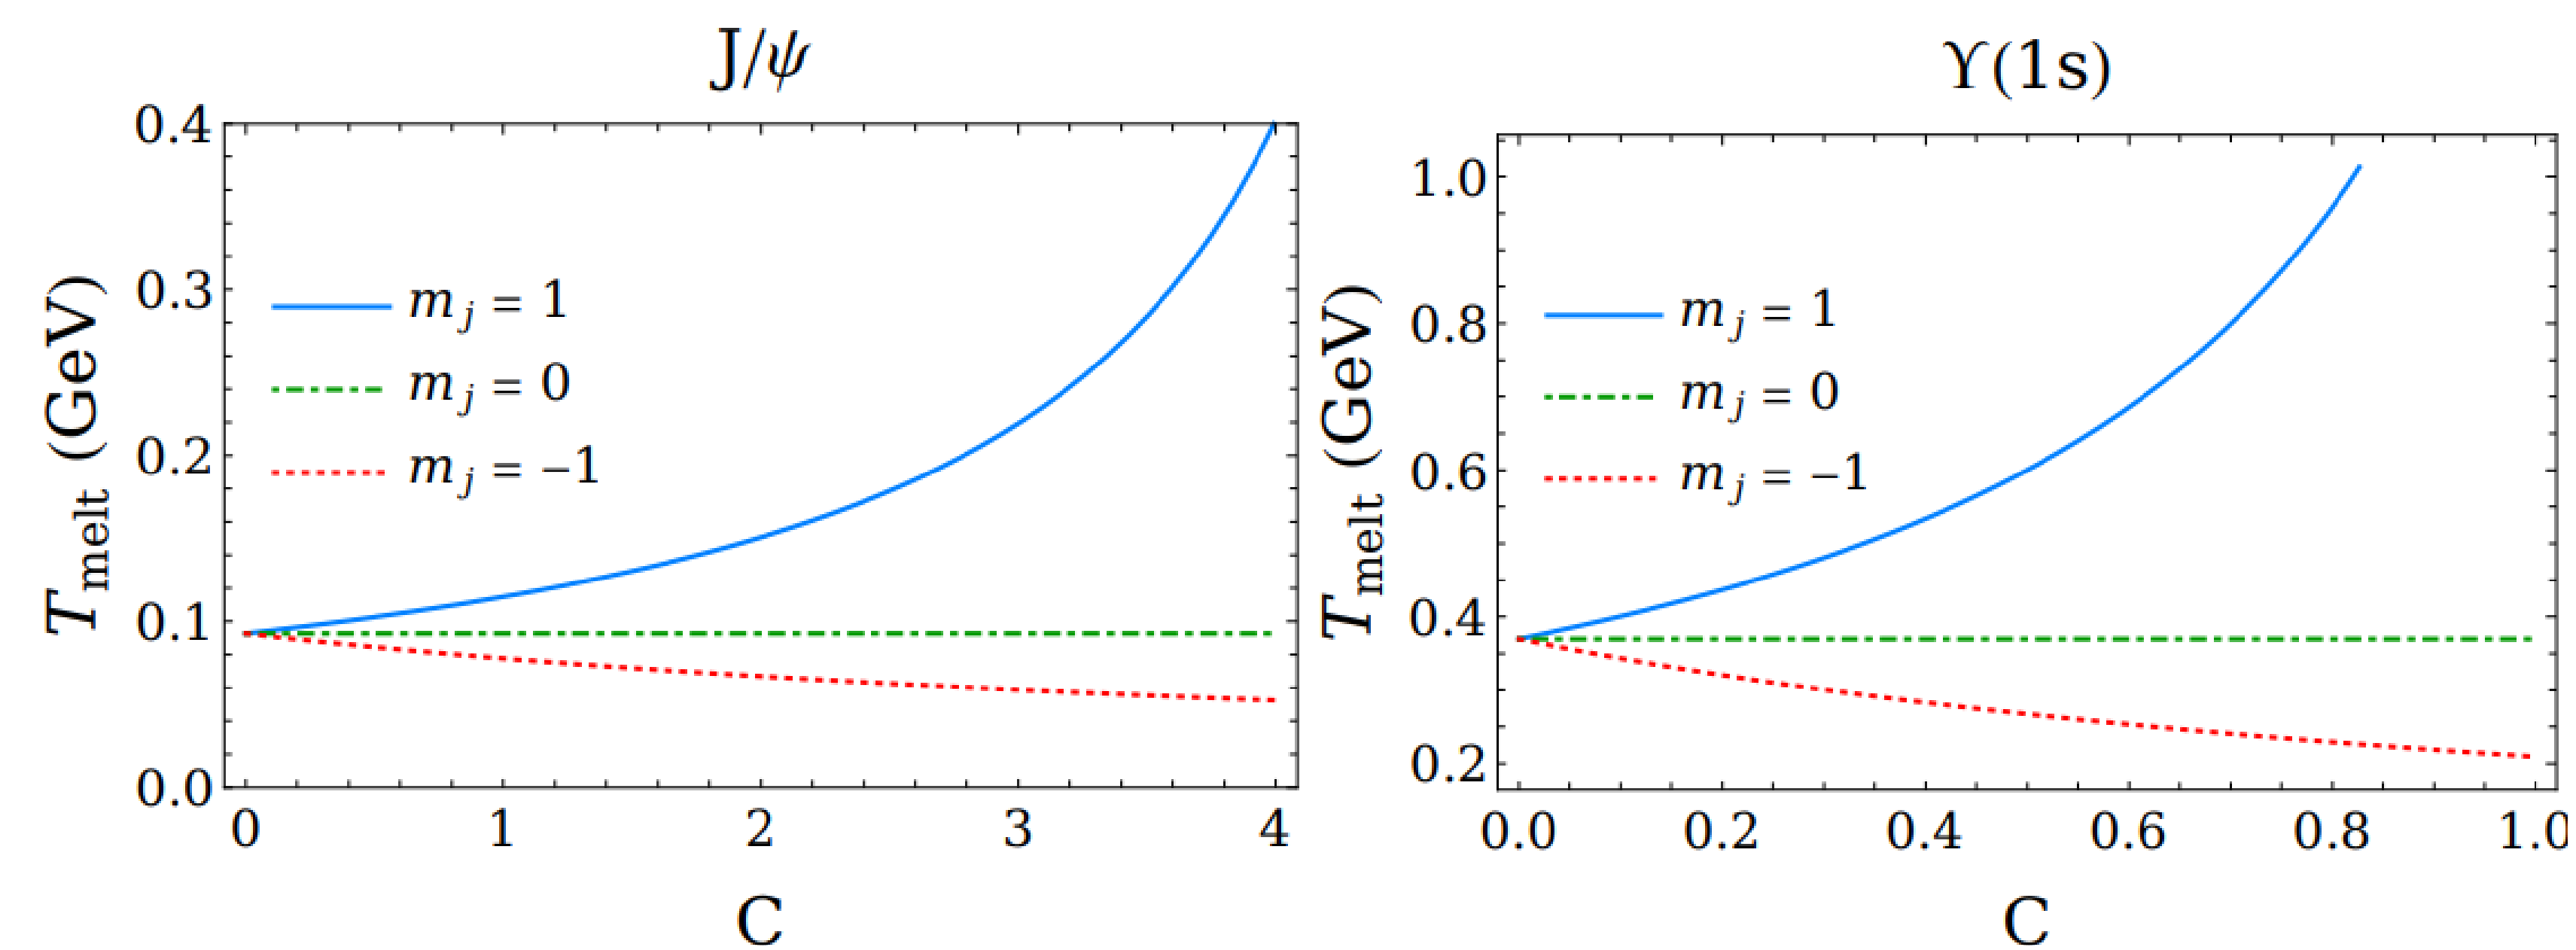 J/ψ
0.4
0.3
0.2
0.1
0.0
T_melt (GeV)
m_j = 1
m_j = 0
m_j = −1
0 1 2 3 4
C
ϒ(1s)
1.0
0.8
0.6
0.4
0.2
T_melt (GeV)
m_j = 1
m_j = 0
m_j = −1
0.0 0.2 0.4 0.6 0.8 1.0
C